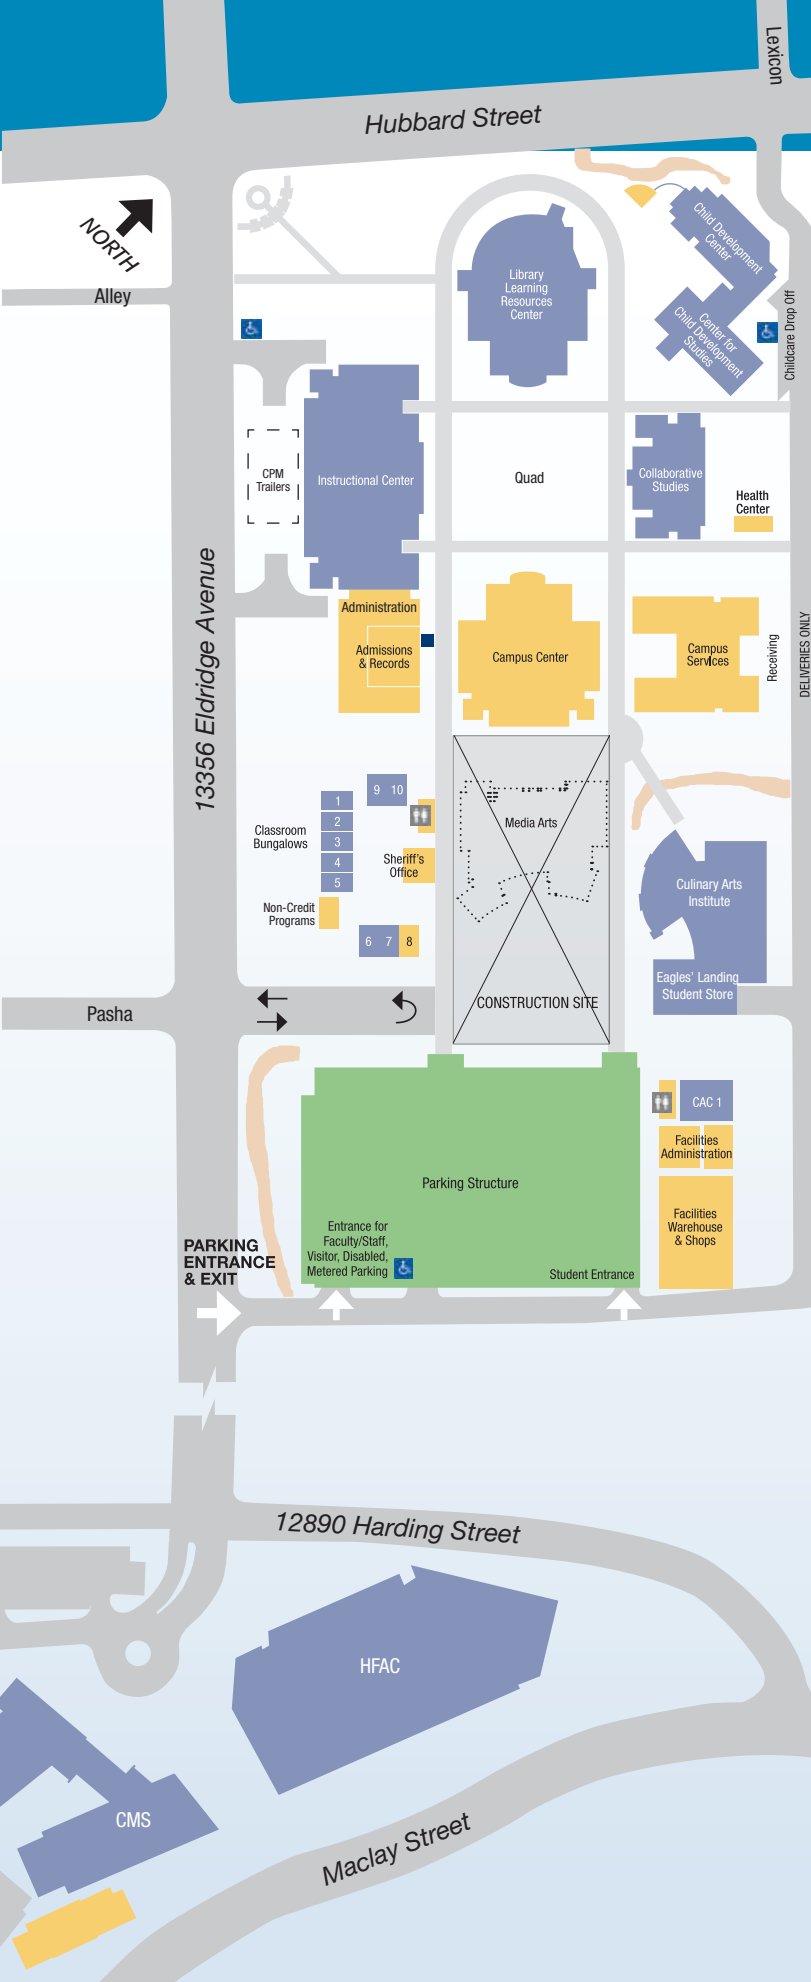 Lexicon
Hubbard Street
NORTH
Alley
Child Development
Center
Library
Learning
Resources
Center
Center for
Child Development
Studies
Childcare Drop Off
CPM
Trailers
Instructional Center
Quad
Collaborative
Studies
Health
Center
13356 Eldridge Avenue
Administration
Admissions
& Records
Campus Center
Campus
Services
Receiving
DELIVERIES ONLY
9
10
1
2
3
4
5
Classroom
Bungalows
Sheriff's
Office
Non-Credit
Programs
6
7
8
Media Arts
Culinary Arts
Institute
Eagles' Landing
Student Store
CONSTRUCTION SITE
Pasha
CAC 1
Facilities
Administration
Parking Structure
Facilities
Warehouse
& Shops
Entrance for
Faculty/Staff,
Visitor, Disabled,
Metered Parking
PARKING
ENTRANCE
& EXIT
Student Entrance
12890 Harding Street
HFAC
CMS
Maclay Street